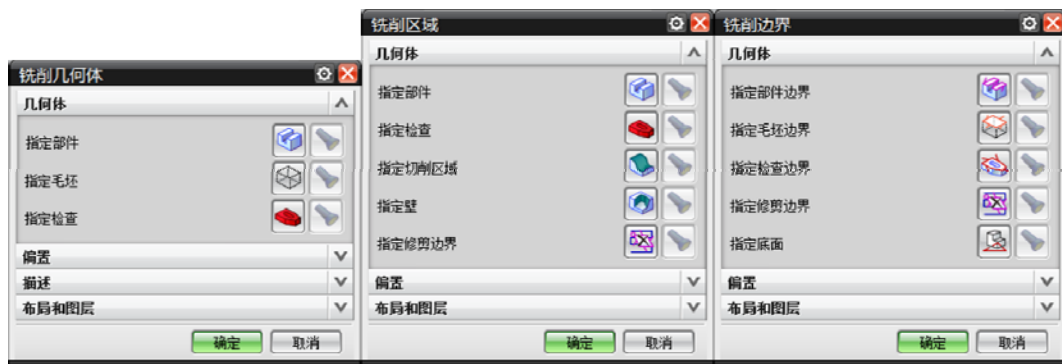 铣削几何体
几何体
指定部件
指定毛坯
指定检查
偏置
描述
布局和图层
确定
取消
铣削区域
几何体
指定部件
指定检查
指定切削区域
指定壁
指定修剪边界
偏置
布局和图层
确定
取消
铣削边界
几何体
指定部件边界
指定毛坯边界
指定检查边界
指定修剪边界
指定底面
偏置
布局和图层
确定
取消